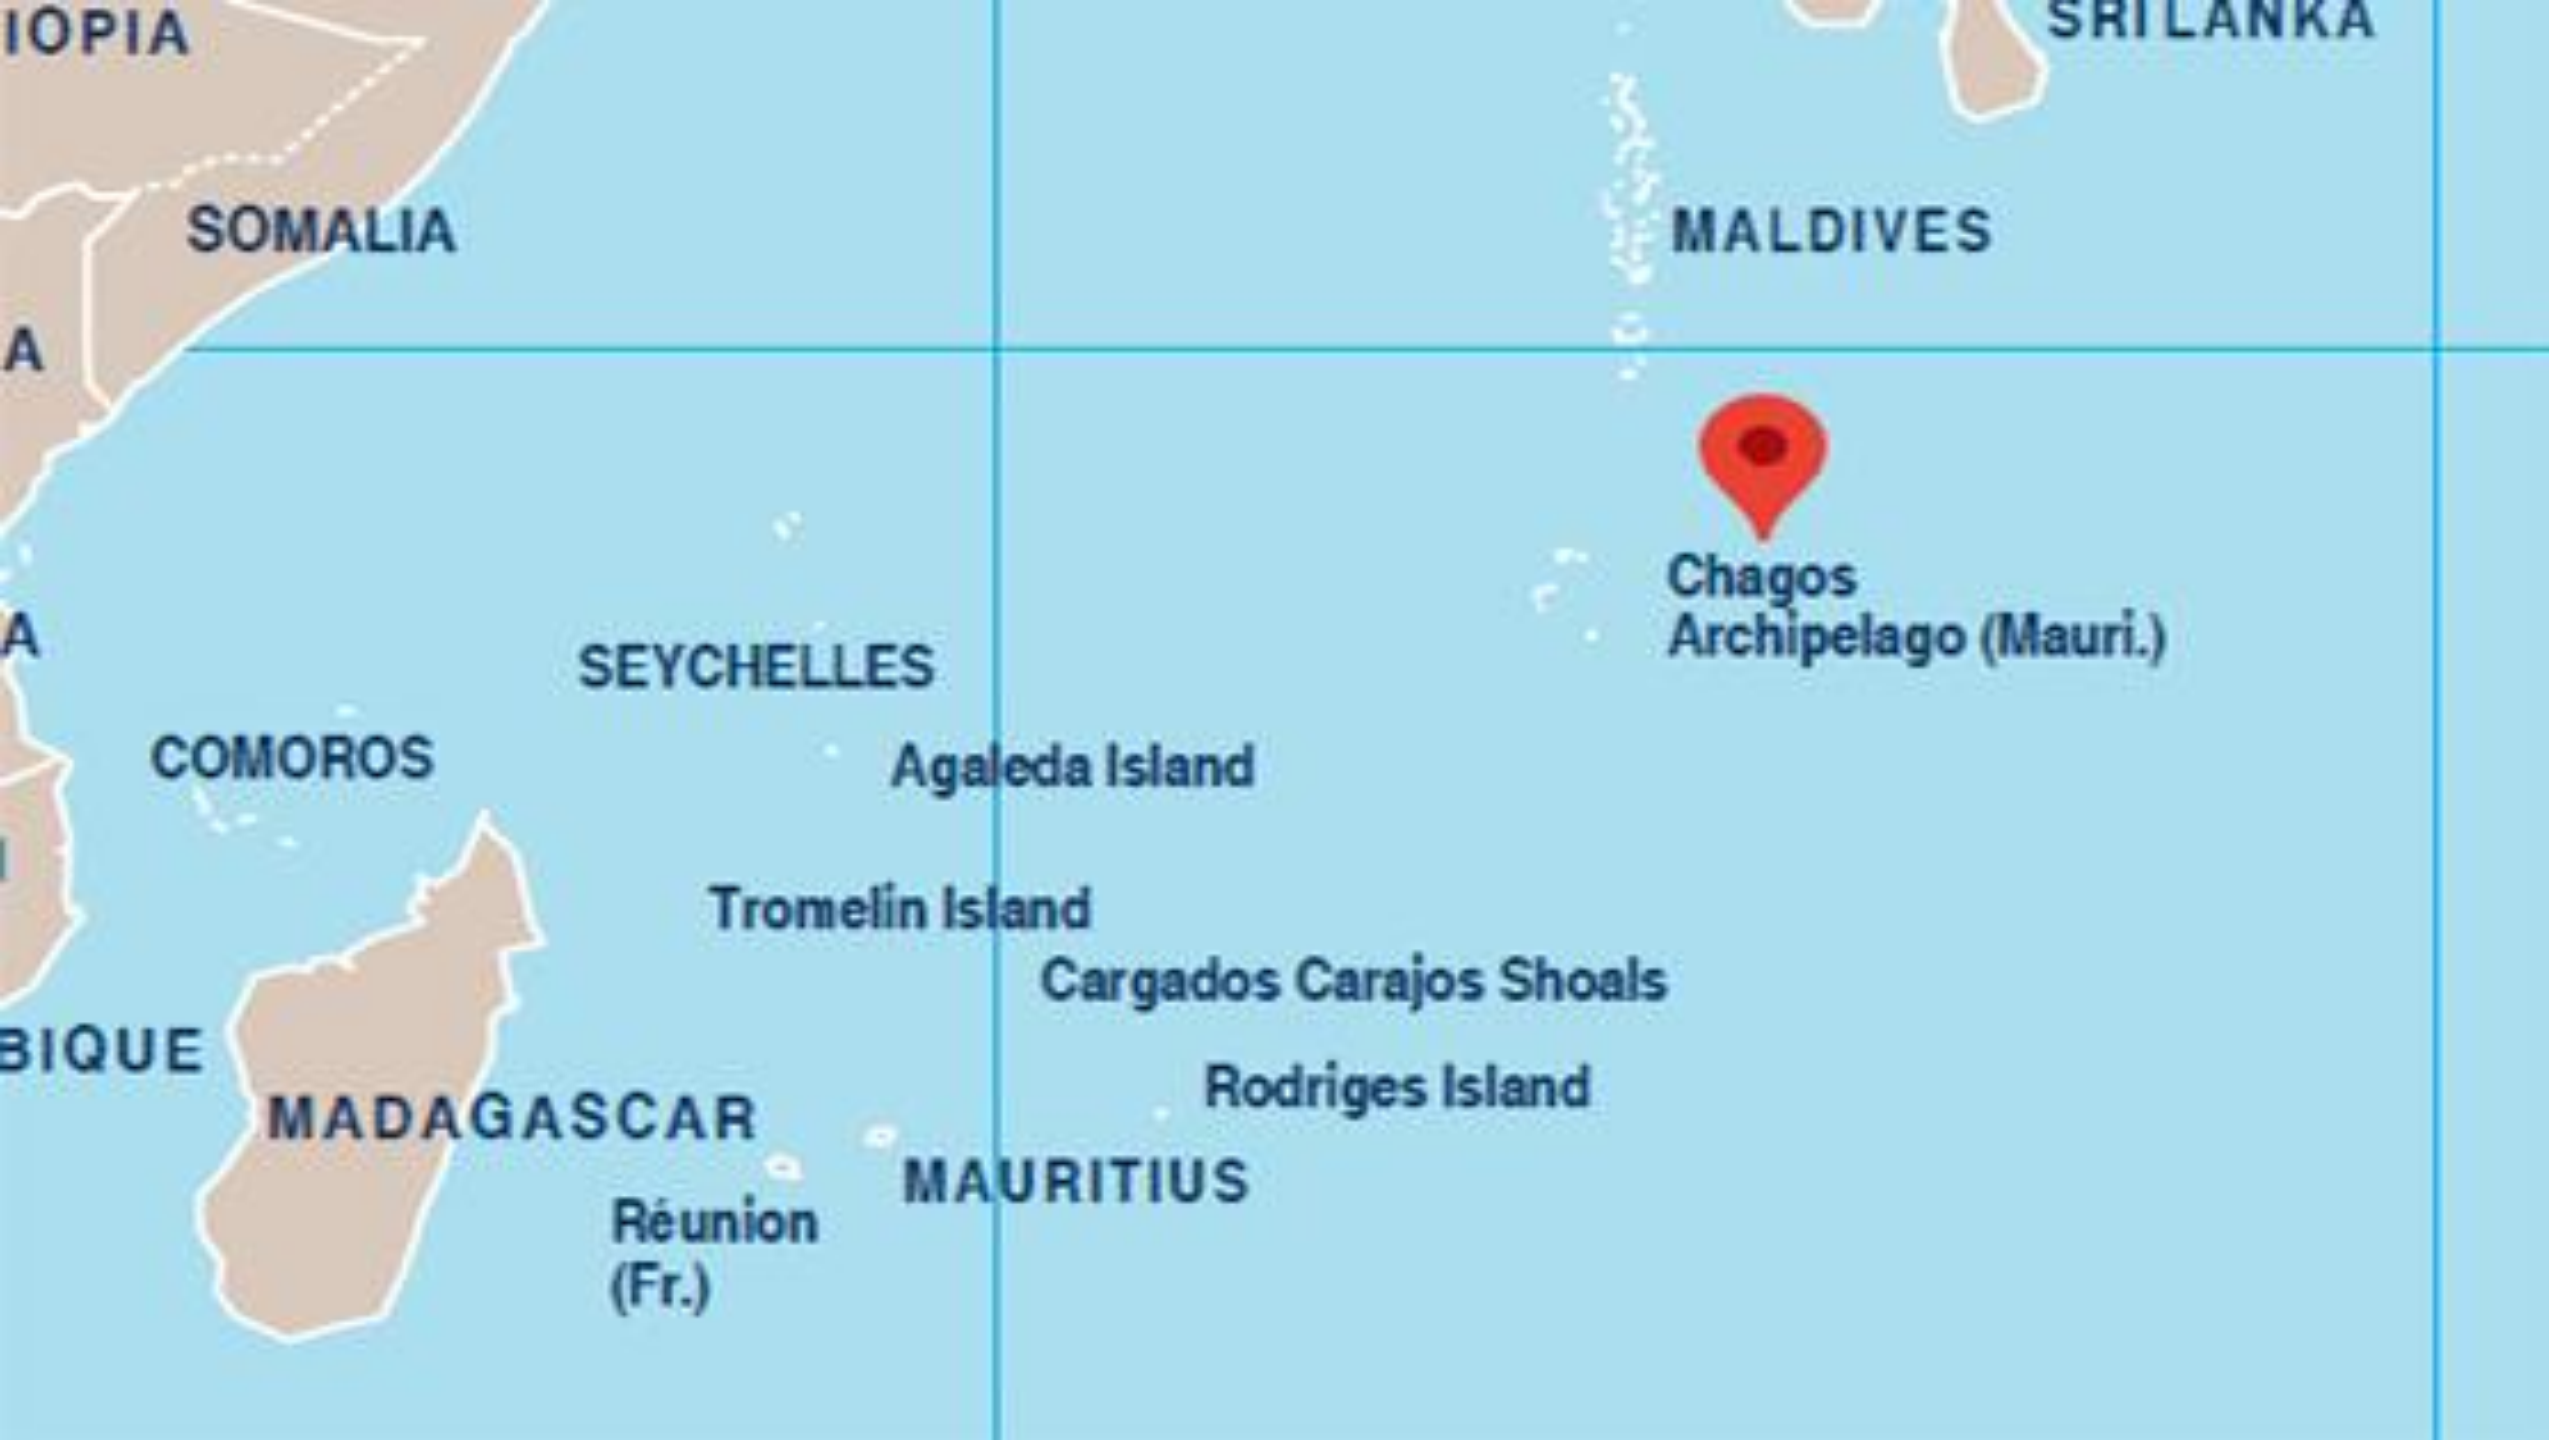 IOPIA
SRI LANKA
SOMALIA
MALDIVES
A
Chagos
Archipelago (Mauri.)
A
SEYCHELLES
COMOROS
Agaleda Island
Tromelin Island
Cargados Carajos Shoals
BIQUE
Rodriges Island
MADAGASCAR
MAURITIUS
Réunion
(Fr.)